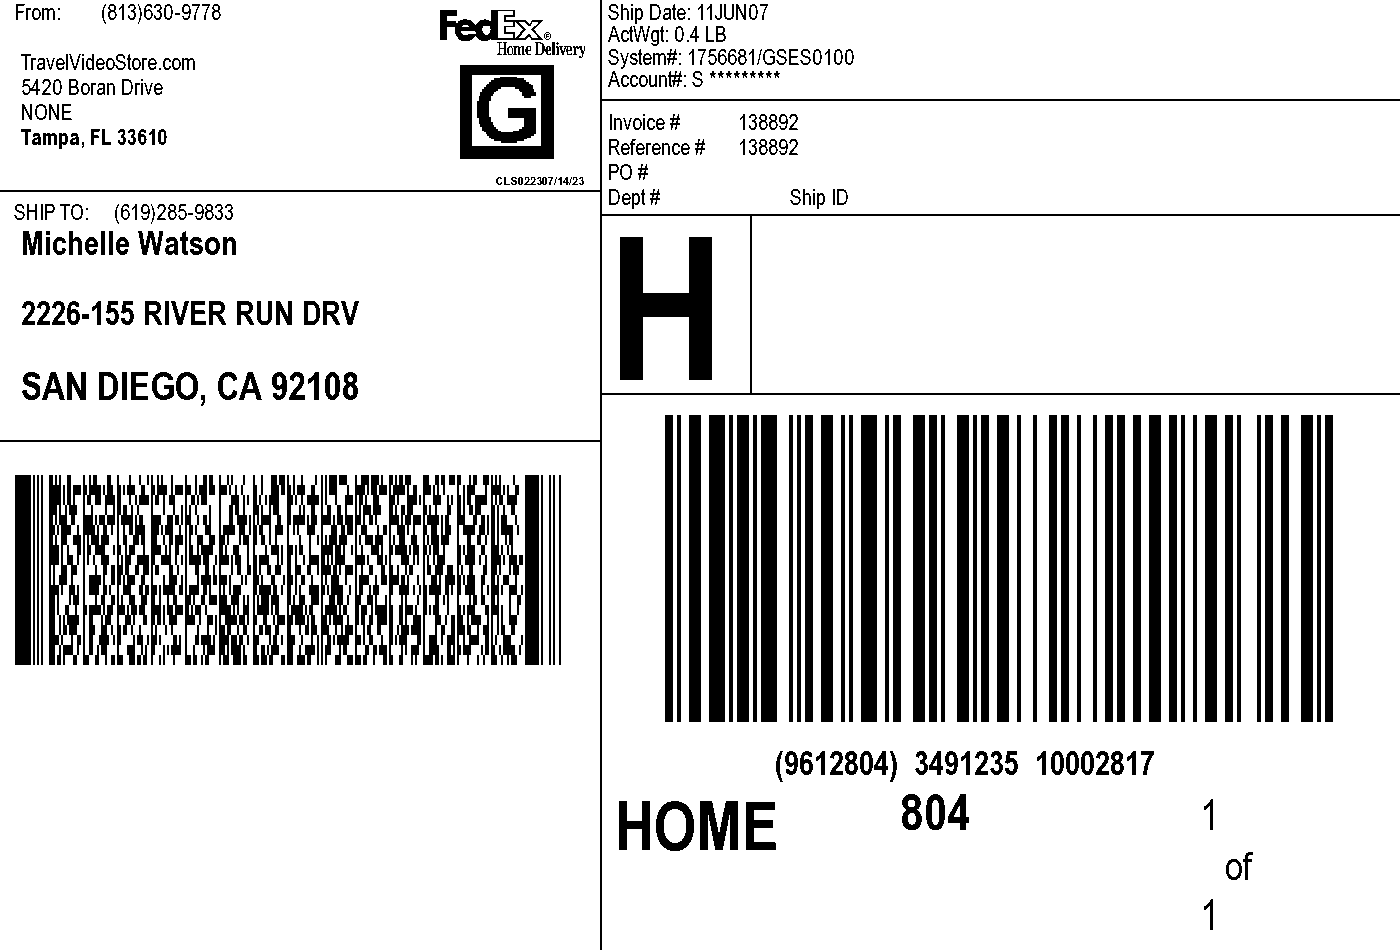 From: (813)630-9778
TravelVideoStore.com
5420 Boran Drive
NONE
Tampa, FL 33610
FedEx®
Home Delivery
G
CLS022307/14/23
SHIP TO: (619)285-9833
Michelle Watson
2226-155 RIVER RUN DRV
SAN DIEGO, CA 92108
Ship Date: 11JUN07
ActWgt: 0.4 LB
System#: 1756681/GSES0100
Account#: S *********
Invoice # 138892
Reference # 138892
PO #
Dept # Ship ID
H
(9612804) 3491235 10002817
HOME 804 1
of
1